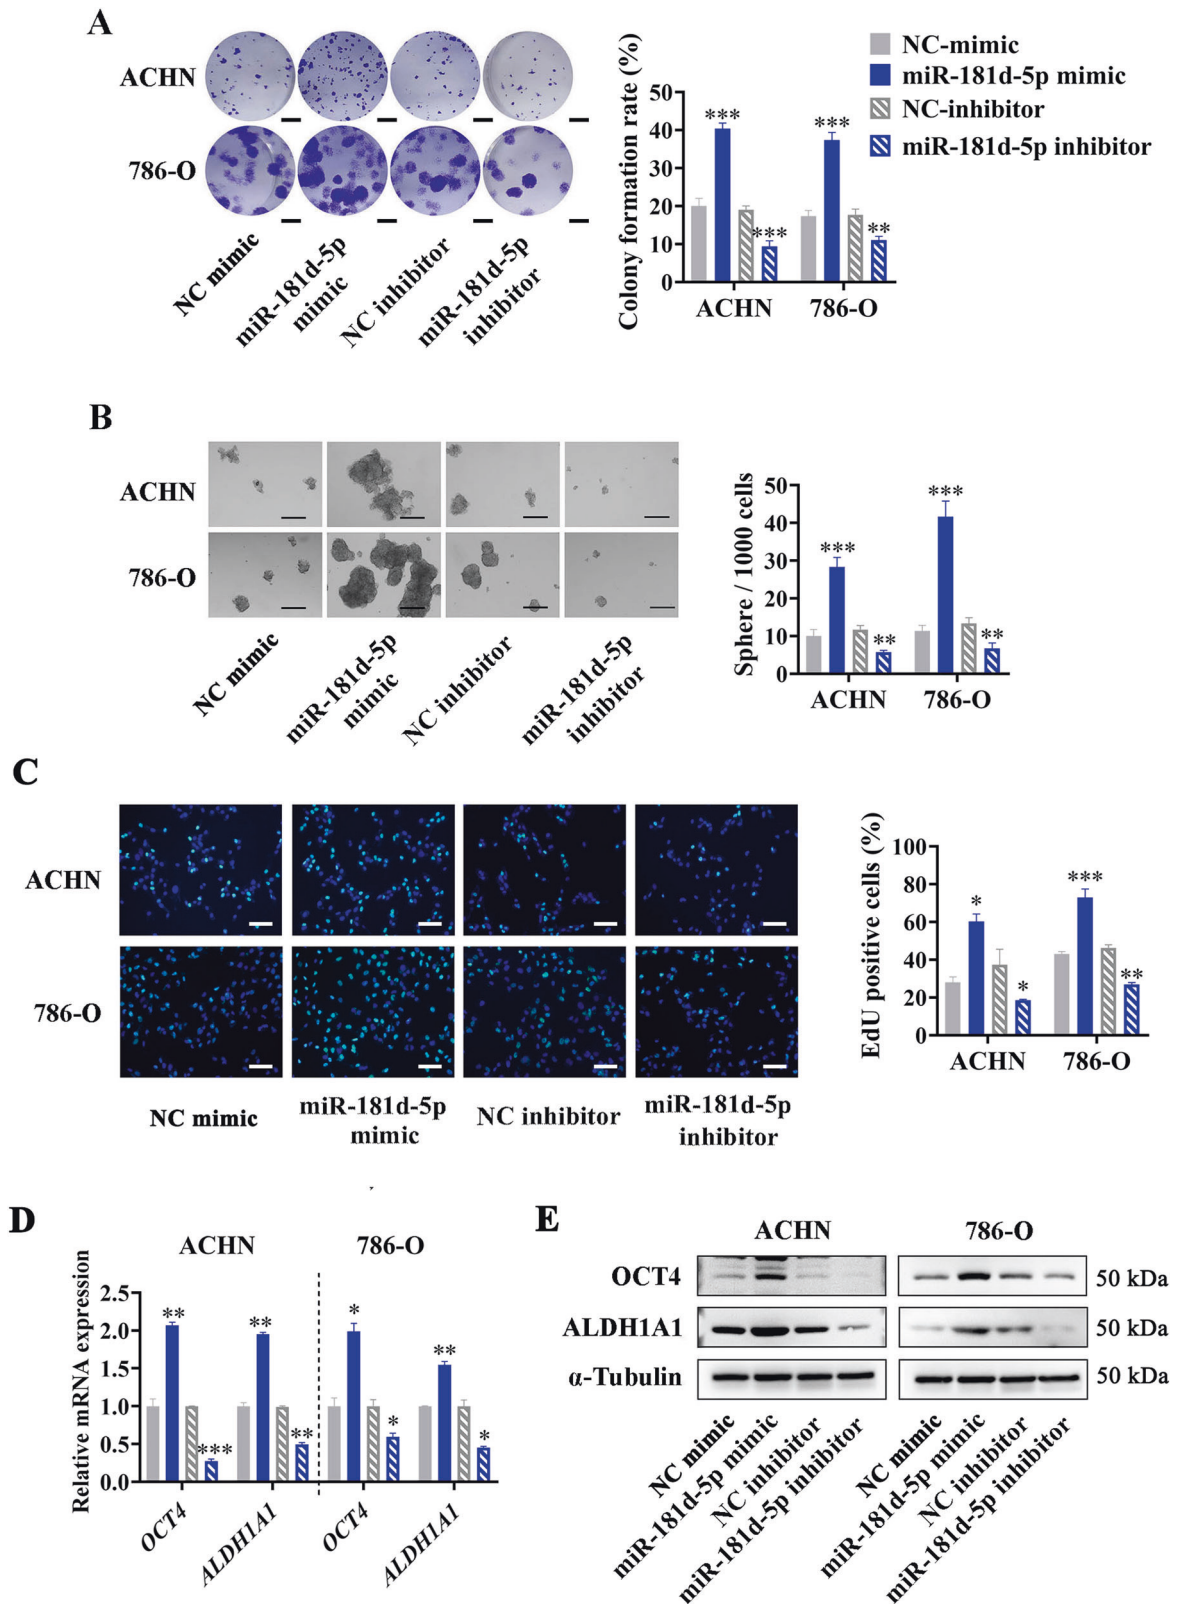 A
ACHN
786-O
NC mimic
miR-181d-5p
mimic
NC inhibitor
miR-181d-5p
inhibitor
Colony formation rate (%)
50
40
30
20
10
0
***
***
***
**
ACHN
786-O
NC-mimic
miR-181d-5p mimic
NC-inhibitor
miR-181d-5p inhibitor
B
ACHN
786-O
NC mimic
miR-181d-5p
mimic
NC inhibitor
miR-181d-5p
inhibitor
Sphere / 1000 cells
50
40
30
20
10
0
***
**
***
**
ACHN
786-O
C
ACHN
786-O
NC mimic
miR-181d-5p
mimic
NC inhibitor
miR-181d-5p
inhibitor
EdU positive cells (%)
100
80
60
40
20
0
*
*
***
**
ACHN
786-O
D
ACHN
786-O
Relative mRNA expression
2.5
2.0
1.5
1.0
0.5
0.0
**
***
**
**
*
*
**
*
OCT4
ALDH1A1
OCT4
ALDH1A1
E
ACHN
786-O
OCT4
50 kDa
ALDH1A1
50 kDa
α-Tubulin
50 kDa
NC mimic
miR-181d-5p mimic
NC inhibitor
miR-181d-5p inhibitor
NC mimic
miR-181d-5p mimic
NC inhibitor
miR-181d-5p inhibitor